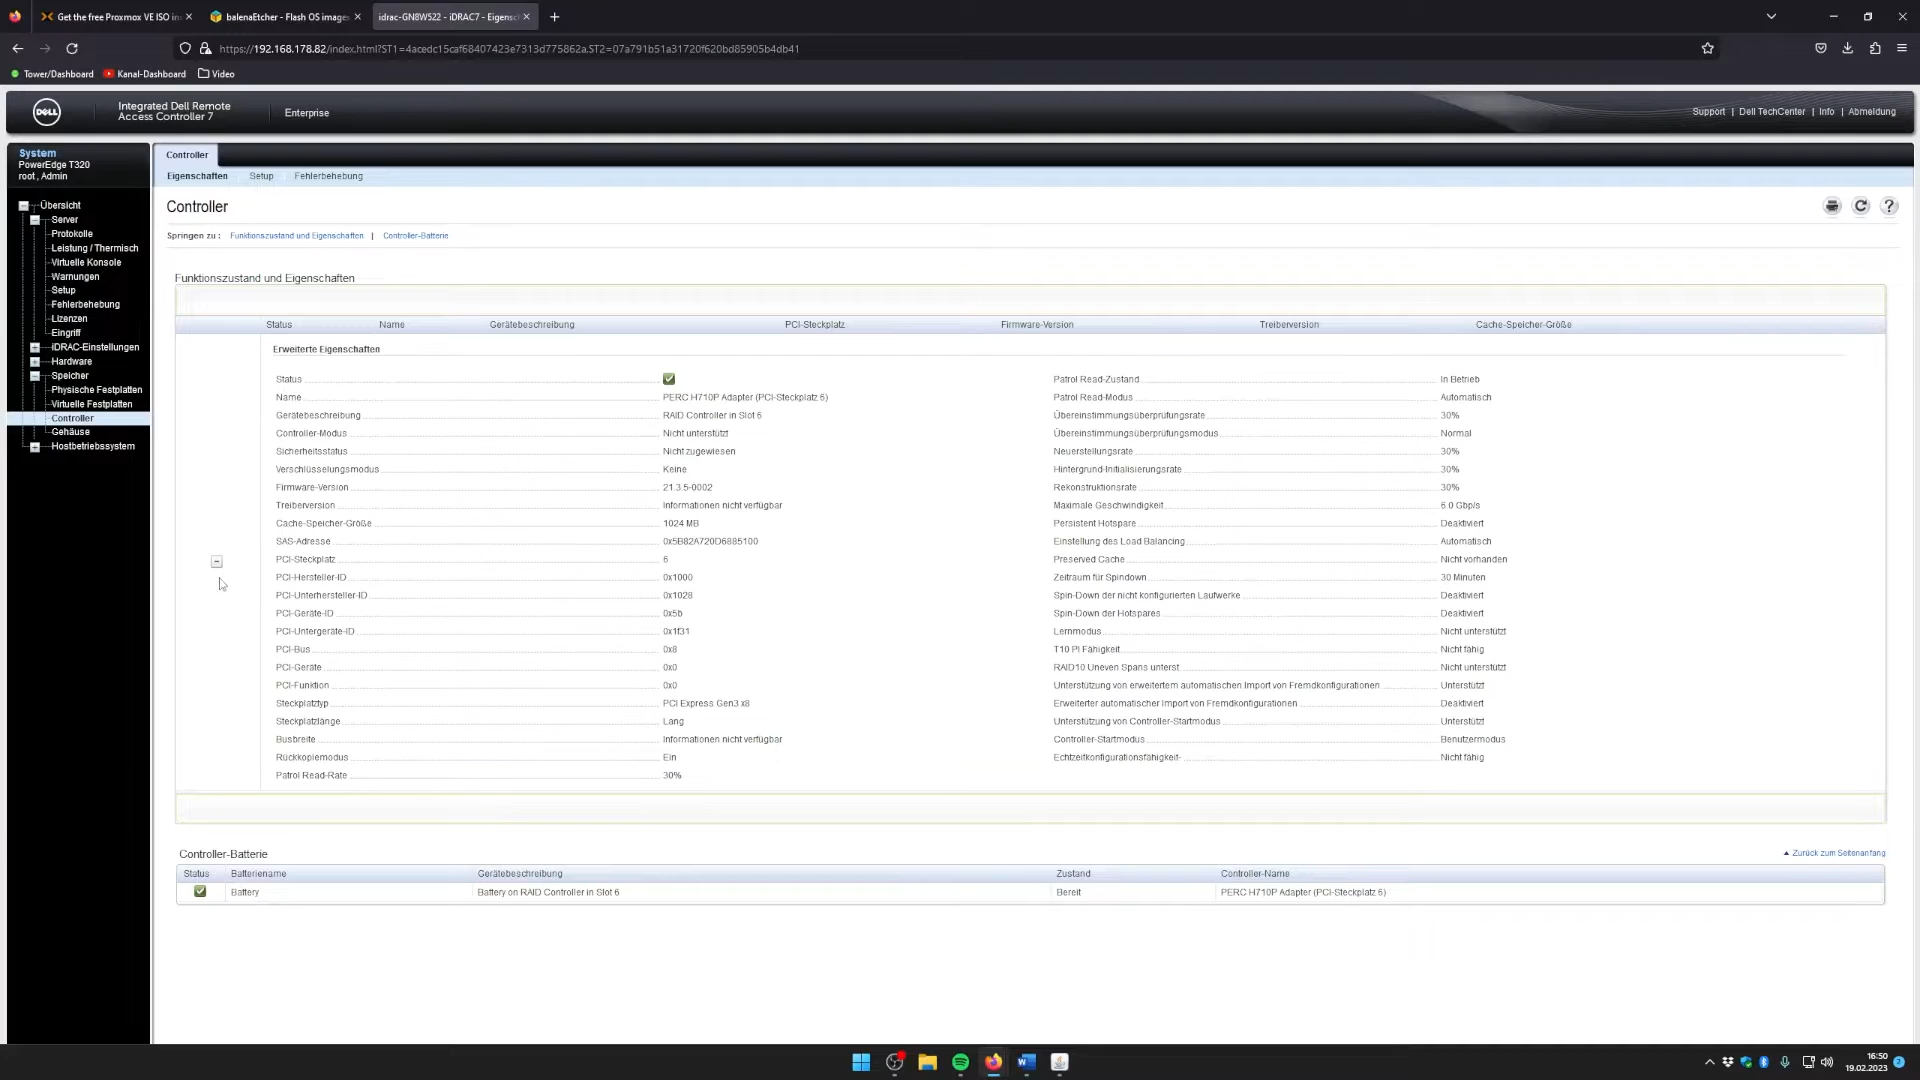 Get the free Proxmox VE ISO in
balenaEtcher - Flash OS images
idrac-GN8W522 - iDRAC7 - Eigensc
https://192.168.178.82/index.html?ST1=4acedc15caf68407423e7313d775862a,ST2=07a791b51a31720f620bd85905b4db41
Tower/Dashboard
Kanal-Dashboard
Video
DELL
Integrated Dell Remote
Access Controller 7
Enterprise
Support | Dell TechCenter | Info | Abmeldung
System
PowerEdge T320
root , Admin
Übersicht
Server
Protokolle
Leistung / Thermisch
Virtuelle Konsole
Warnungen
Setup
Fehlerbehebung
Lizenzen
Eingriff
iDRAC-Einstellungen
Hardware
Speicher
Physische Festplatten
Virtuelle Festplatten
Controller
Gehäuse
Hostbetriebssystem
Controller
Eigenschaften Setup Fehlerbehebung
Controller
Springen zu : Funktionszustand und Eigenschaften | Controller-Batterie
Funktionszustand und Eigenschaften
Status Name Gerätebeschreibung PCI-Steckplatz Firmware-Version Treiberversion Cache-Speicher-Größe
Erweiterte Eigenschaften
Status
Name PERC H710P Adapter (PCI-Steckplatz 6)
Gerätebeschreibung RAID Controller in Slot 6
Controller-Modus Nicht unterstützt
Sicherheitsstatus Nicht zugewiesen
Verschlüsselungsmodus Keine
Firmware-Version 21.3.5-0002
Treiberversion Informationen nicht verfügbar
Cache-Speicher-Größe 1024 MB
SAS-Adresse 0x5B82A720D6885100
PCI-Steckplatz 6
PCI-Hersteller-ID 0x1000
PCI-Unterhersteller-ID 0x1028
PCI-Geräte-ID 0x5b
PCI-Untergeräte-ID 0x1f31
PCI-Bus 0x8
PCI-Geräte 0x0
PCI-Funktion 0x0
Steckplatztyp PCI Express Gen3 x8
Steckplatzlänge Lang
Busbreite Informationen nicht verfügbar
Rückkopiemodus Ein
Patrol Read-Rate 30%
Patrol Read-Zustand In Betrieb
Patrol Read-Modus Automatisch
Übereinstimmungsüberprüfungsrate 30%
Übereinstimmungsüberprüfungsmodus Normal
Neuerstellungsrate 30%
Hintergrund-Initialisierungsrate 30%
Rekonstruktionsrate 30%
Maximale Geschwindigkeit 6.0 Gbp/s
Persistent Hotspare Deaktiviert
Einstellung des Load Balancing Automatisch
Preserved Cache Nicht vorhanden
Zeitraum für Spindown 30 Minuten
Spin-Down der nicht konfigurierten Laufwerke Deaktiviert
Spin-Down der Hotspares Deaktiviert
Lernmodus Nicht unterstützt
T10 PI Fähigkeit Nicht fähig
RAID10 Uneven Spans unterst Nicht unterstützt
Unterstützung von erweitertem automatischen Import von Fremdkonfigurationen Unterstützt
Erweiterter automatischer Import von Fremdkonfigurationen Deaktiviert
Unterstützung von Controller-Startmodus Unterstützt
Controller-Startmodus Benutzermodus
Echtzeitkonfigurationsfähigkeit- Nicht fähig
Controller-Batterie
Zurück zum Seitenanfang
Status Batteriename Gerätebeschreibung Zustand Controller-Name
Battery Battery on RAID Controller in Slot 6 Bereit PERC H710P Adapter (PCI-Steckplatz 6)
16:50
19.02.2023